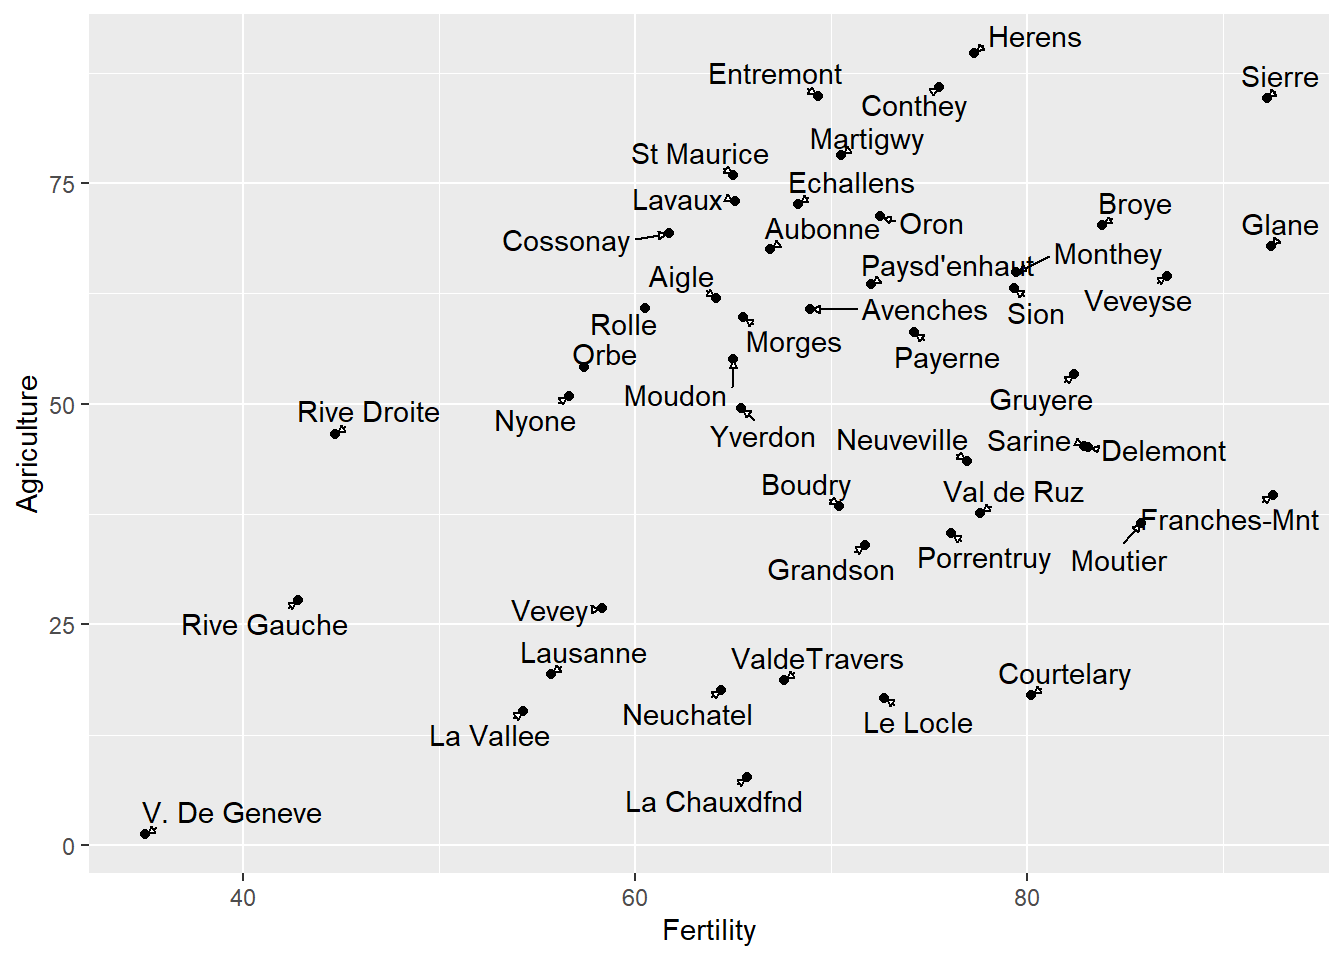 Herens
Entremont
Sierre
Conthey
Martigwy
St Maurice
Echallens
Lavaux
Broye
Oron
Glane
Aubonne
Cossonay
Monthey
Paysd'enhaut
Aigle
Veveyse
Avenches
Sion
Rolle
Morges
Orbe
Payerne
Moudon
Gruyere
Rive Droite
Nyone
Yverdon
Neuveville
Sarine
Delemont
Boudry
Val de Ruz
Franches-Mnt
Porrentruy
Moutier
Grandson
Vevey
Rive Gauche
Lausanne
ValdeTravers
Courtelary
Neuchatel
Le Locle
La Vallee
La Chauxdfnd
V. De Geneve
75
50
25
0
Agriculture
40 60 80
Fertility